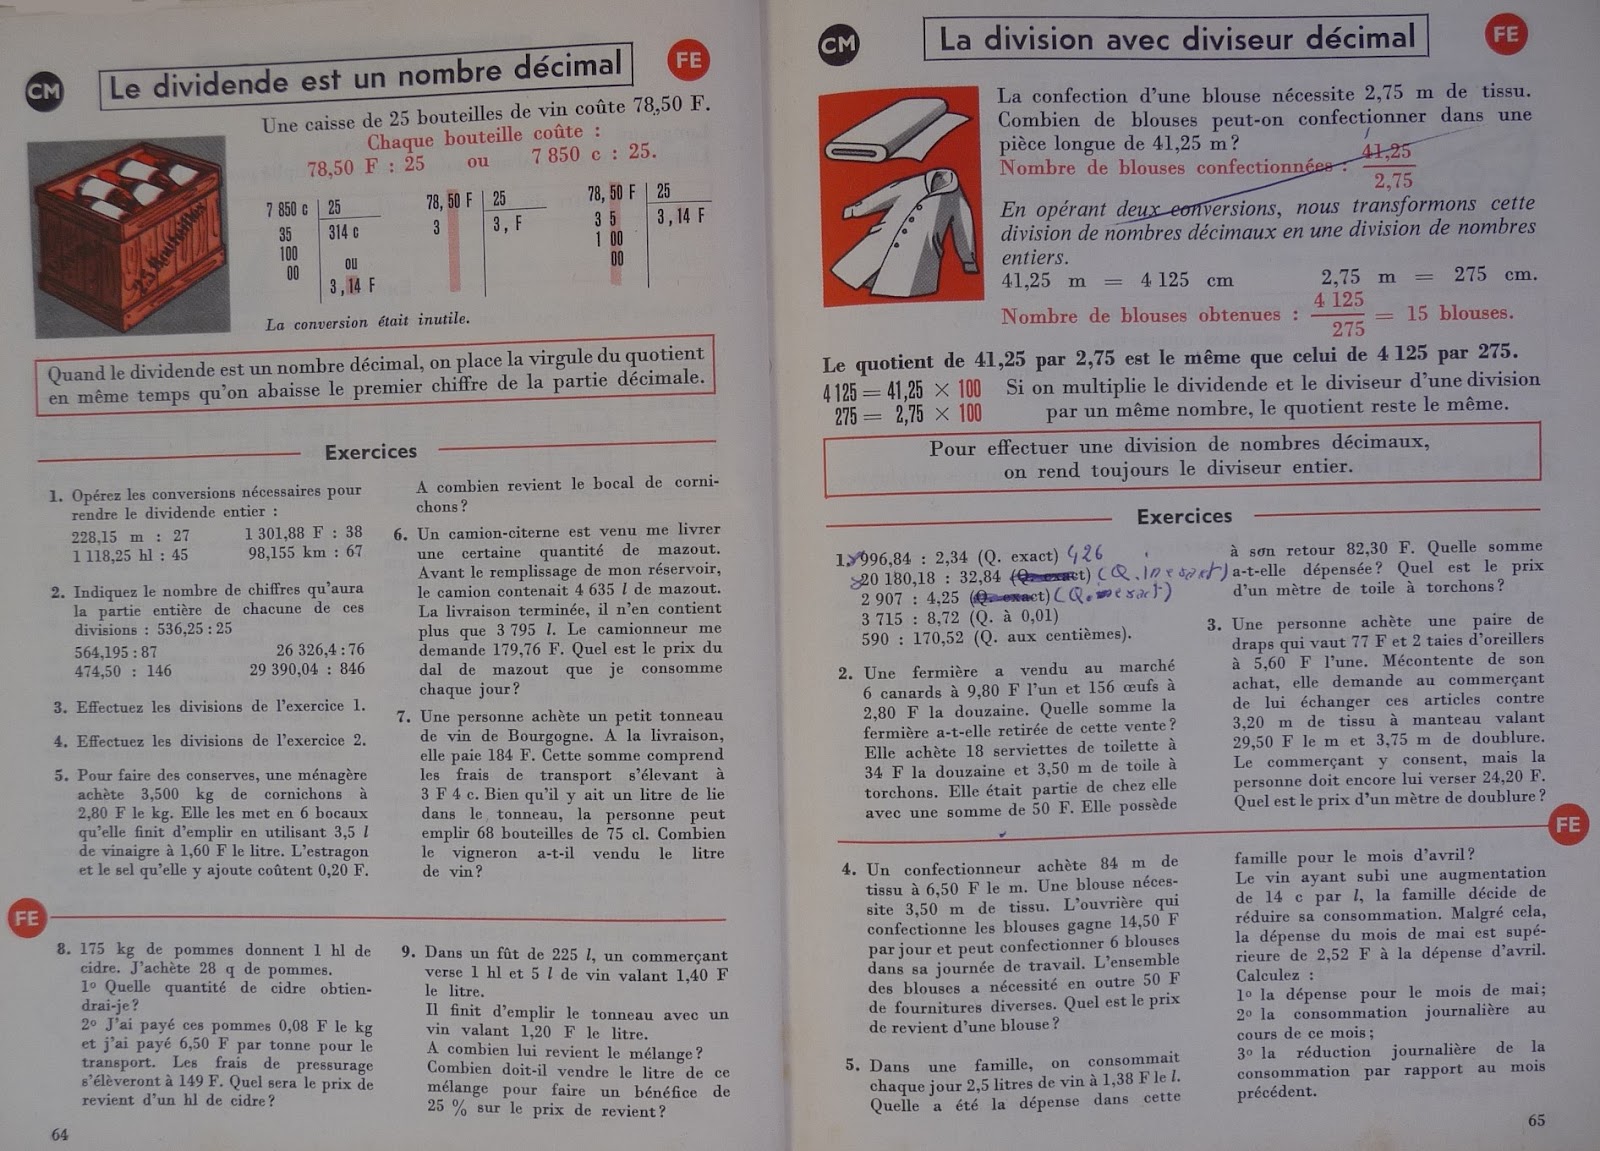 CM
Le dividende est un nombre décimal
FE
Une caisse de 25 bouteilles de vin coûte 78,50 F.
Chaque bouteille coûte :
78,50 F : 25 ou 7 850 c : 25.
25 Bouteilles
7 850 c | 25
35 | 314 c
100
00 | ou
3,14 F
78, 50 F | 25
3 | 3, F
78, 50 F | 25
3 5 | 3,14 F
1 00
00
La conversion était inutile.
Quand le dividende est un nombre décimal, on place la virgule du quotient
en même temps qu'on abaisse le premier chiffre de la partie décimale.
Exercices
1. Opérez les conversions nécessaires pour
rendre le dividende entier :
228,15 m : 27 1 301,88 F : 38
1 118,25 hl : 45 98,155 km : 67
2. Indiquez le nombre de chiffres qu'aura
la partie entière de chacune de ces
divisions : 536,25 : 25
564,195 : 87 26 326,4 : 76
474,50 : 146 29 390,04 : 846
3. Effectuez les divisions de l'exercice 1.
4. Effectuez les divisions de l'exercice 2.
5. Pour faire des conserves, une ménagère
achète 3,500 kg de cornichons à
2,80 F le kg. Elle les met en 6 bocaux
qu'elle finit d'emplir en utilisant 3,5 l
de vinaigre à 1,60 F le litre. L'estragon
et le sel qu'elle y ajoute coûtent 0,20 F.
A combien revient le bocal de corni-
chons ?
6. Un camion-citerne est venu me livrer
une certaine quantité de mazout.
Avant le remplissage de mon réservoir,
le camion contenait 4 635 l de mazout.
La livraison terminée, il n'en contient
plus que 3 795 l. Le camionneur me
demande 179,76 F. Quel est le prix du
dal de mazout que je consomme
chaque jour ?
7. Une personne achète un petit tonneau
de vin de Bourgogne. A la livraison,
elle paie 184 F. Cette somme comprend
les frais de transport s'élevant à
3 F 4 c. Bien qu'il y ait un litre de lie
dans le tonneau, la personne peut
emplir 68 bouteilles de 75 cl. Combien
le vigneron a-t-il vendu le litre
de vin ?
FE
8. 175 kg de pommes donnent 1 hl de
cidre. J'achète 28 q de pommes.
1o Quelle quantité de cidre obtien-
drai-je ?
2o J'ai payé ces pommes 0,08 F le kg
et j'ai payé 6,50 F par tonne pour le
transport. Les frais de pressurage
s'élèveront à 149 F. Quel sera le prix de
revient d'un hl de cidre ?
9. Dans un fût de 225 l, un commerçant
verse 1 hl et 5 l de vin valant 1,40 F
le litre.
Il finit d'emplir le tonneau avec un
vin valant 1,20 F le litre.
A combien lui revient le mélange ?
Combien doit-il vendre le litre de ce
mélange pour faire un bénéfice de
25 % sur le prix de revient ?
64
CM
La division avec diviseur décimal
FE
La confection d'une blouse nécessite 2,75 m de tissu.
Combien de blouses peut-on confectionner dans une
pièce longue de 41,25 m ?
Nombre de blouses confectionnées : 41,25
2,75
En opérant deux conversions, nous transformons cette
division de nombres décimaux en une division de nombres
entiers.
41,25 m = 4 125 cm 2,75 m = 275 cm.
Nombre de blouses obtenues : 4 125 / 275 = 15 blouses.
Le quotient de 41,25 par 2,75 est le même que celui de 4 125 par 275.
4 125 = 41,25 × 100 Si on multiplie le dividende et le diviseur d'une division
275 = 2,75 × 100 par un même nombre, le quotient reste le même.
Pour effectuer une division de nombres décimaux,
on rend toujours le diviseur entier.
Exercices
1. 996,84 : 2,34 (Q. exact) 426
20 180,18 : 32,84 (Q. exact) (Q. inexact)
2 907 : 4,25 (Q. exact) (Q. inexact)
3 715 : 8,72 (Q. à 0,01)
590 : 170,52 (Q. aux centièmes).
2. Une fermière a vendu au marché
6 canards à 9,80 F l'un et 156 œufs à
2,80 F la douzaine. Quelle somme la
fermière a-t-elle retirée de cette vente ?
Elle achète 18 serviettes de toilette à
34 F la douzaine et 3,50 m de toile à
torchons. Elle était partie de chez elle
avec une somme de 50 F. Elle possède
à son retour 82,30 F. Quelle somme
a-t-elle dépensée ? Quel est le prix
d'un mètre de toile à torchons ?
3. Une personne achète une paire de
draps qui vaut 77 F et 2 taies d'oreillers
à 5,60 F l'une. Mécontente de son
achat, elle demande au commerçant
de lui échanger ces articles contre
3,20 m de tissu à manteau valant
29,50 F le m et 3,75 m de doublure.
Le commerçant y consent, mais la
personne doit encore lui verser 24,20 F.
Quel est le prix d'un mètre de doublure ?
FE
4. Un confectionneur achète 84 m de
tissu à 6,50 F le m. Une blouse néces-
site 3,50 m de tissu. L'ouvrière qui
confectionne les blouses gagne 14,50 F
par jour et peut confectionner 6 blouses
dans sa journée de travail. L'ensemble
des blouses a nécessité en outre 50 F
de fournitures diverses. Quel est le prix
de revient d'une blouse ?
5. Dans une famille, on consommait
chaque jour 2,5 litres de vin à 1,38 F le l.
Quelle a été la dépense dans cette
famille pour le mois d'avril ?
Le vin ayant subi une augmentation
de 14 c par l, la famille décide de
réduire sa consommation. Malgré cela,
la dépense du mois de mai est supé-
rieure de 2,52 F à la dépense d'avril.
Calculez :
1o la dépense pour le mois de mai ;
2o la consommation journalière au
cours de ce mois ;
3o la réduction journalière de la
consommation par rapport au mois
précédent.
65